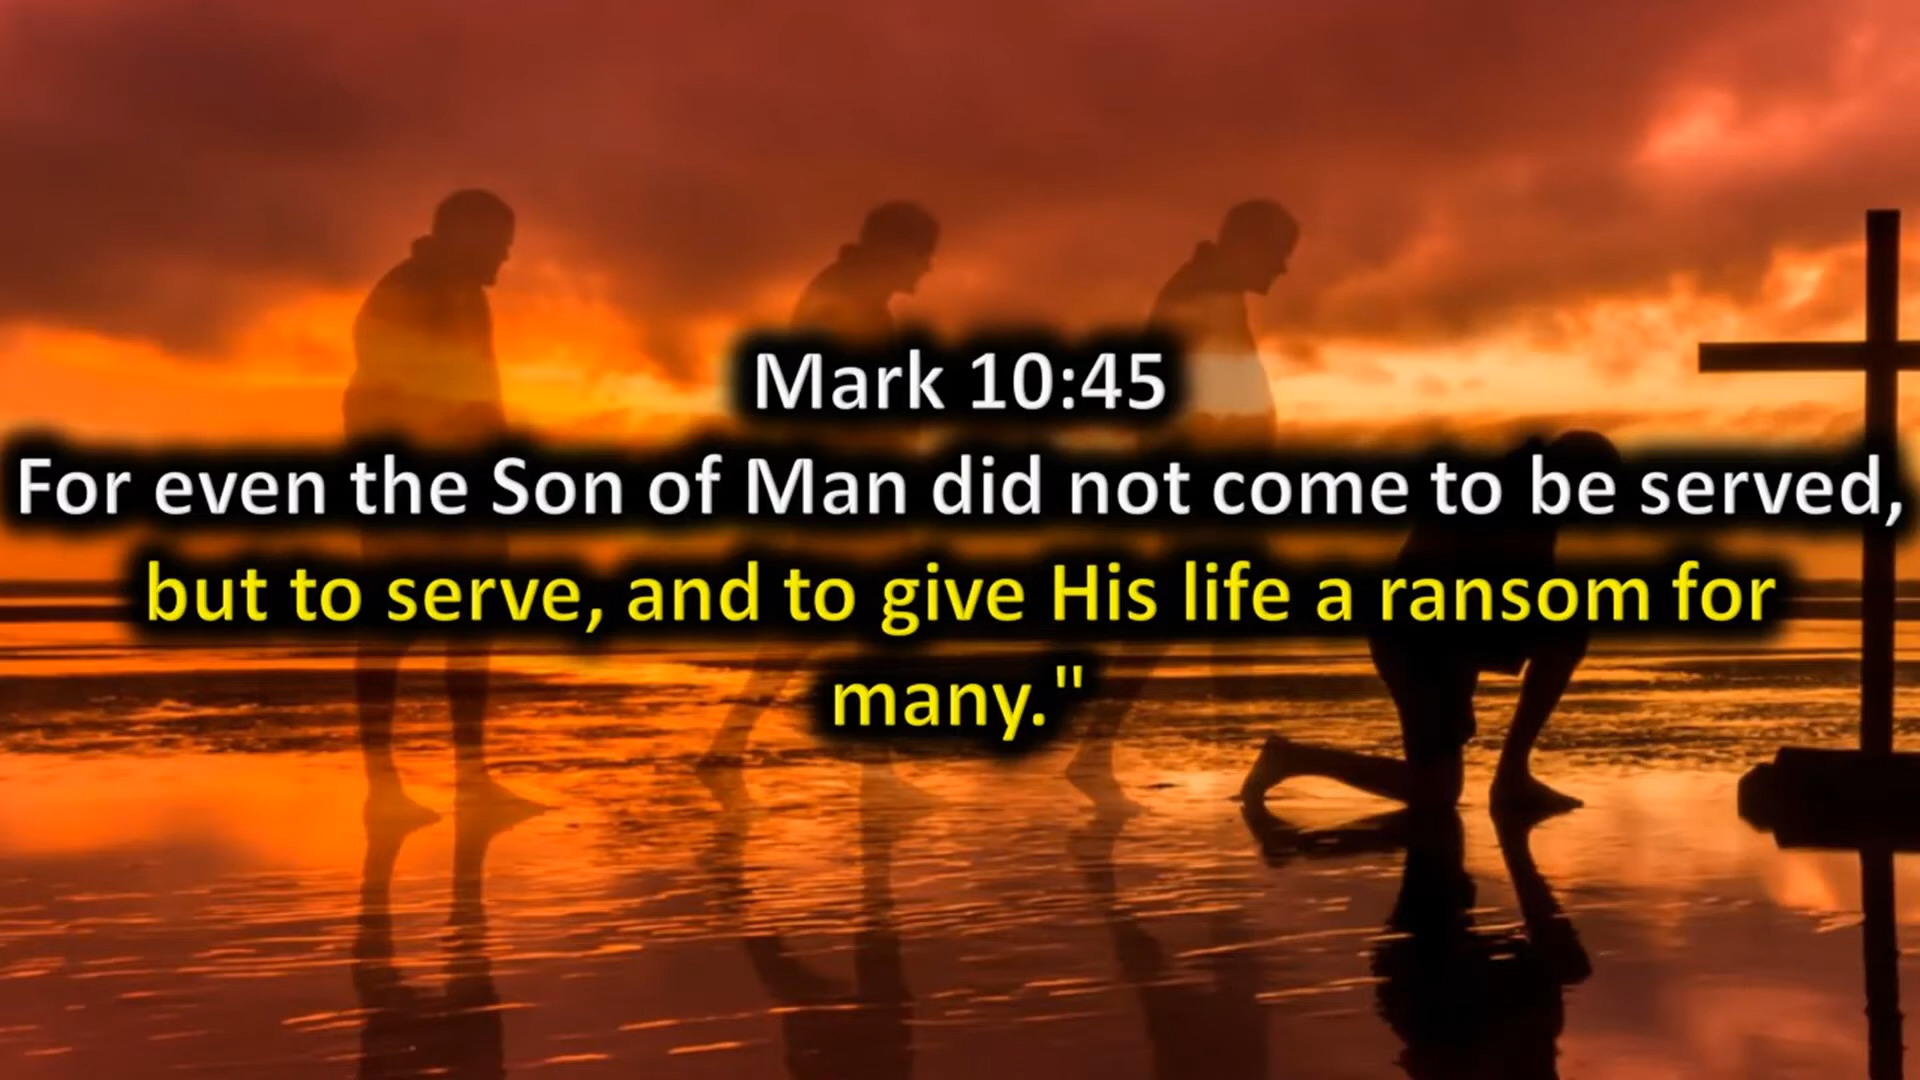 Mark 10:45
For even the Son of Man did not come to be served,
but to serve, and to give His life a ransom for
many."